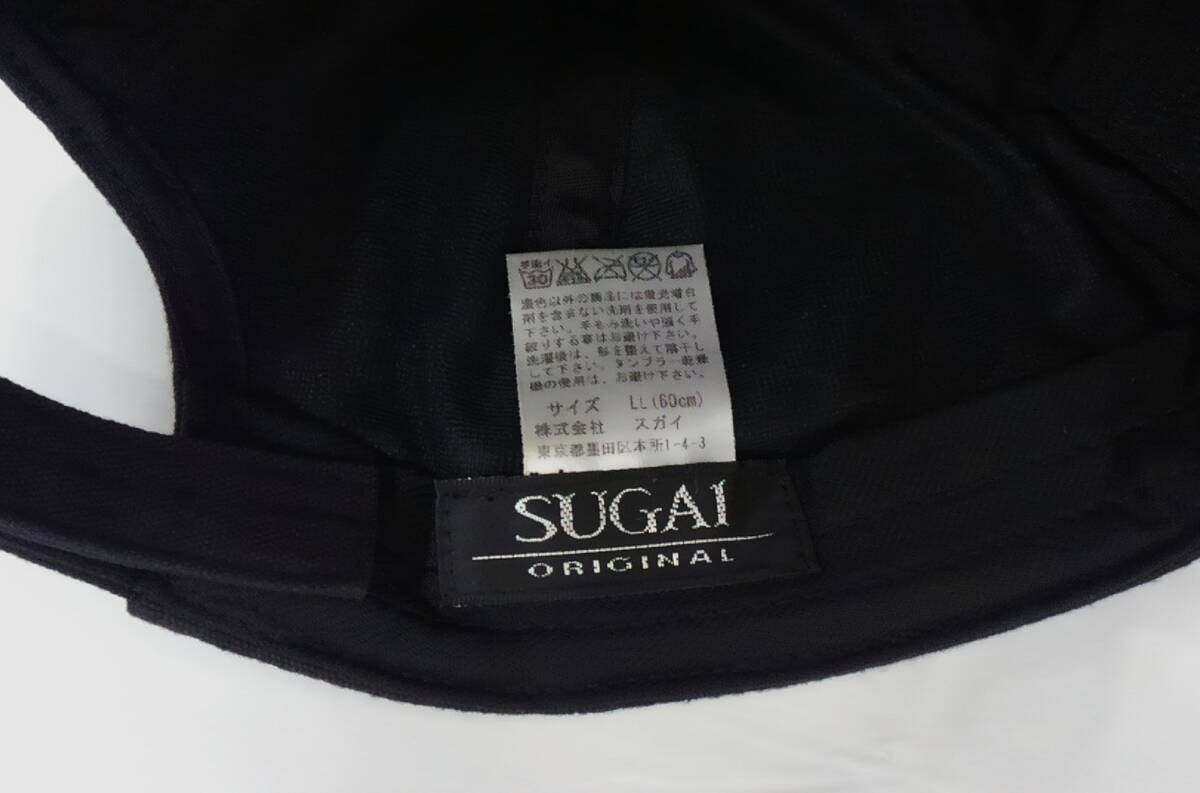 30
濃色以外の商品には蛍光増白
剤を含まない洗剤を使用して
下さい。手もみ洗いや強く手
絞りする事はお避け下さい。
洗濯後は、形を整えて陰干し
して下さい。タンブラー乾燥
機の使用は、お避け下さい。
サイズ LL(60cm)
株式会社 スガイ
東京都墨田区本所1-4-3
SUGAI
ORIGINAL